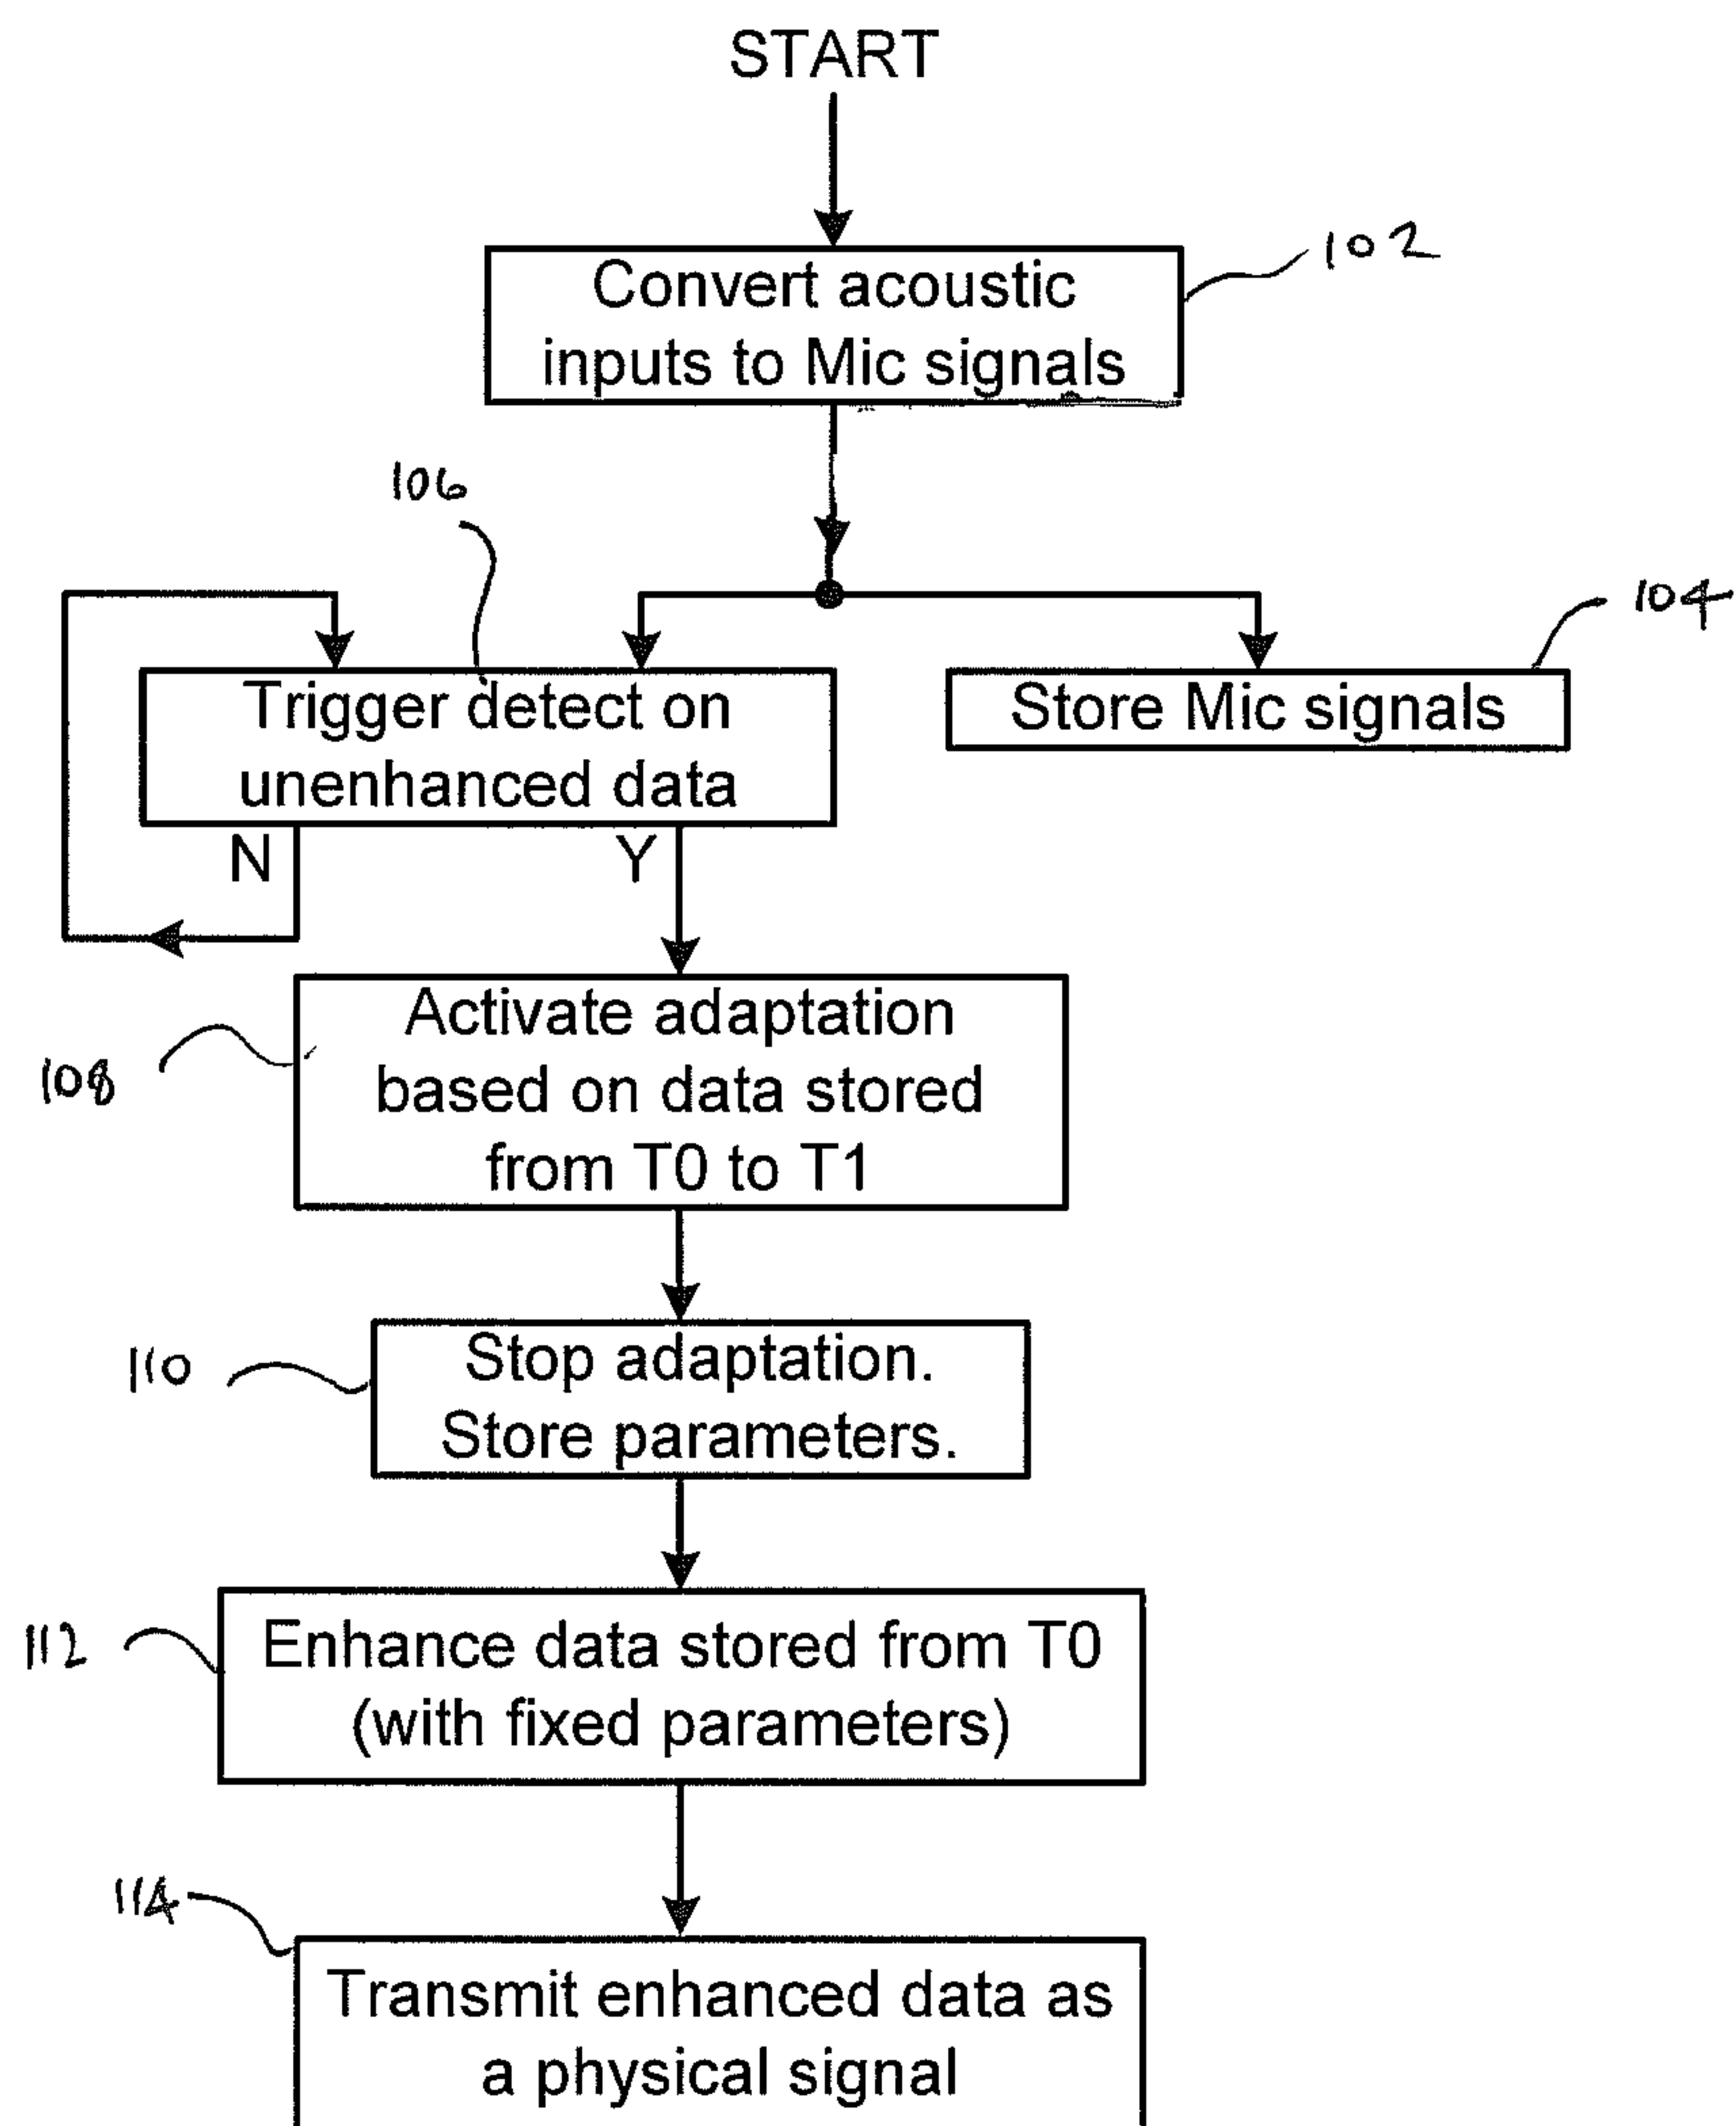 START
Convert acoustic
inputs to Mic signals
102
106
104
Trigger detect on
unenhanced data
Store Mic signals
N
Y
Activate adaptation
based on data stored
from T0 to T1
108
Stop adaptation.
Store parameters.
110
Enhance data stored from T0
(with fixed parameters)
112
114
Transmit enhanced data as
a physical signal